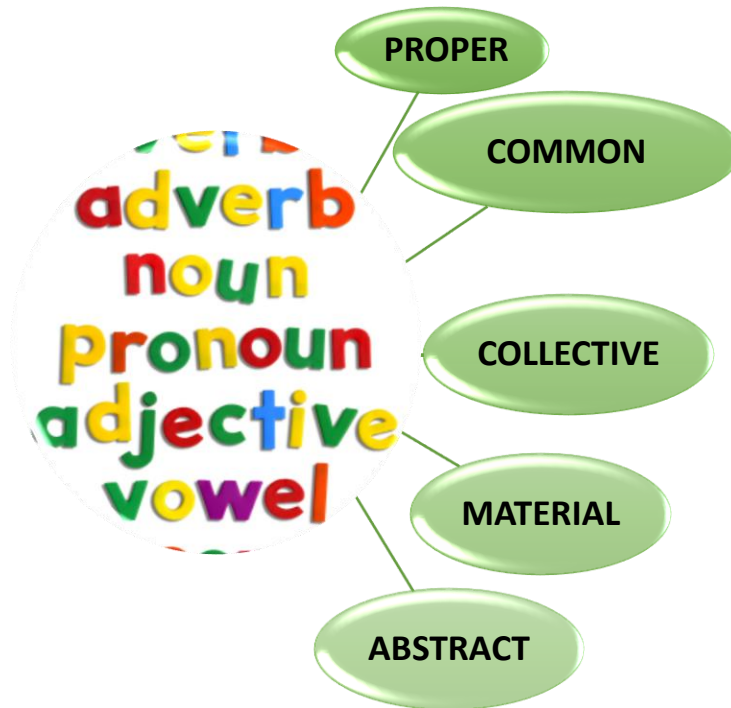 PROPER
COMMON
adverb
noun
pronoun
adjective
vowel
COLLECTIVE
MATERIAL
ABSTRACT